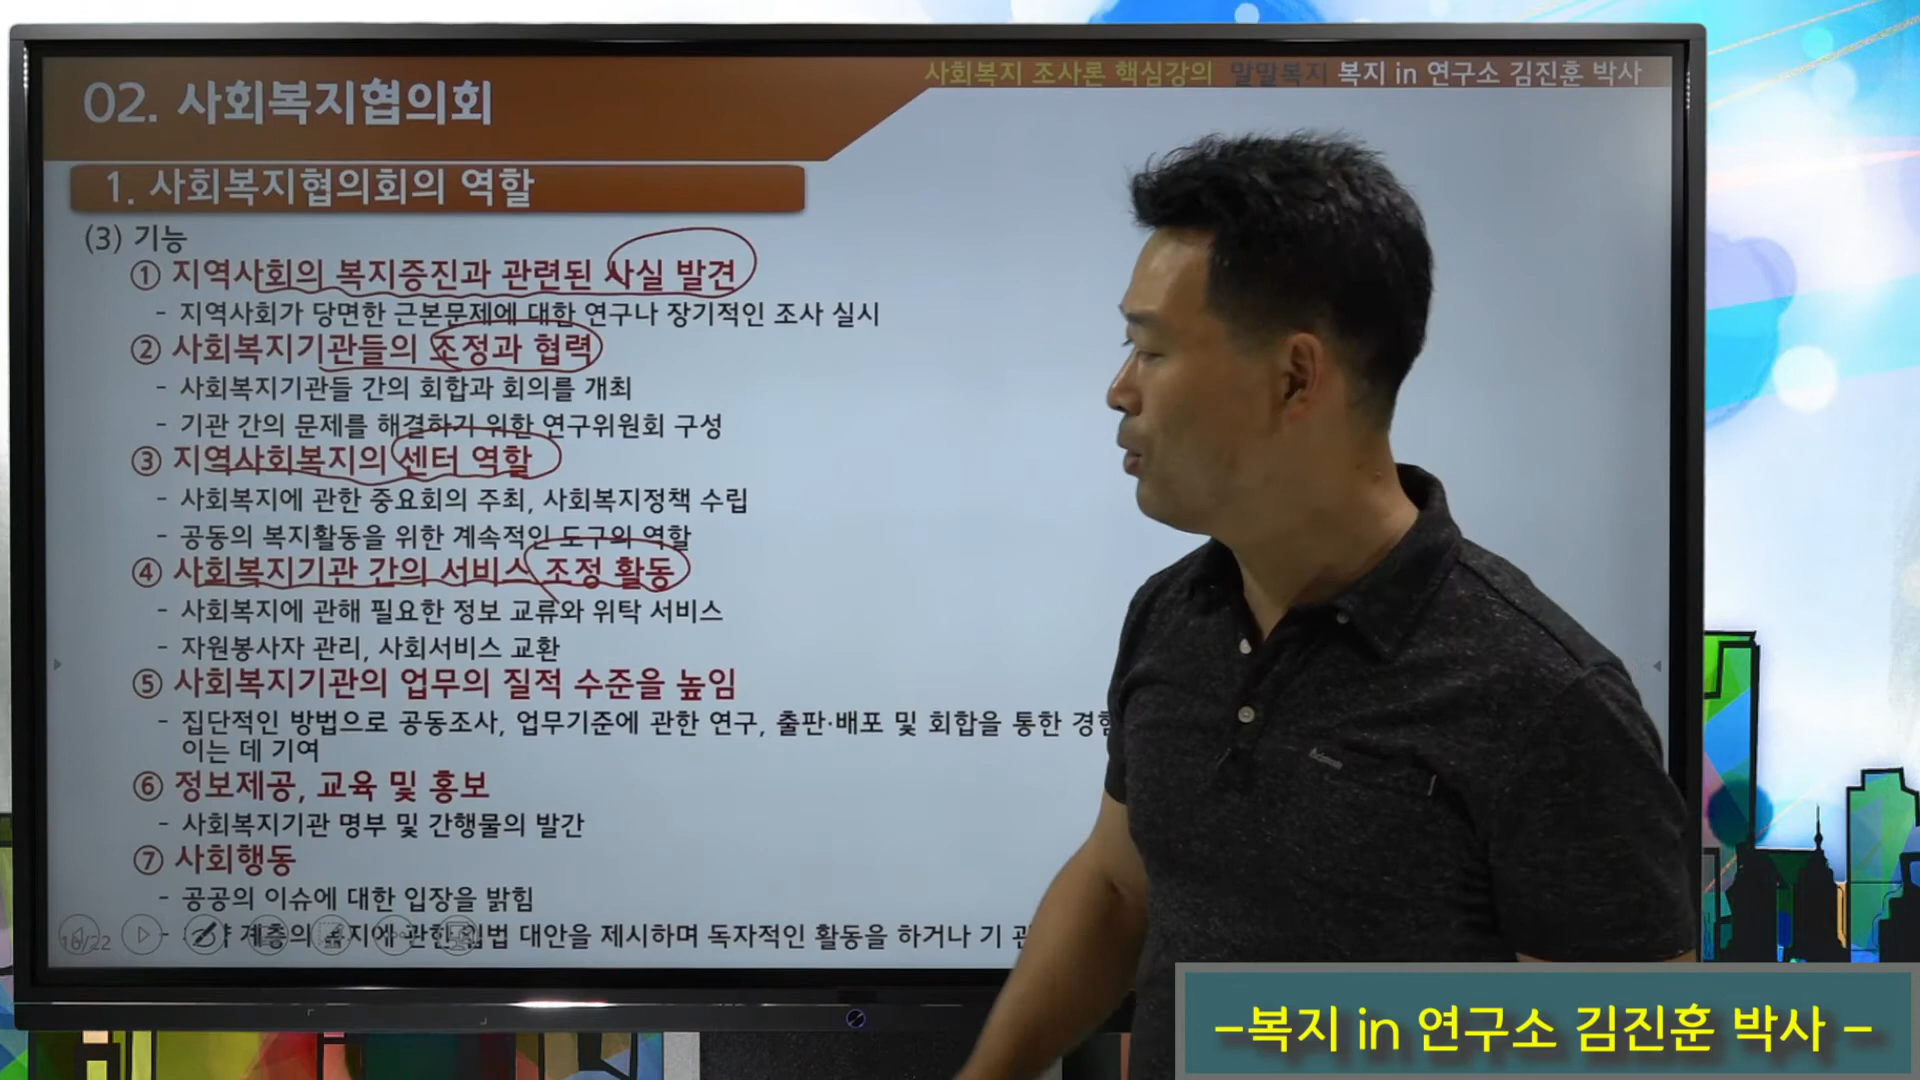 사회복지 조사론 핵심강의 말말복지 복지 in 연구소 김진훈 박사
02. 사회복지협의회
1. 사회복지협의회의 역할
(3) 기능
① 지역사회의 복지증진과 관련된 사실 발견
- 지역사회가 당면한 근본문제에 대한 연구나 장기적인 조사 실시
② 사회복지기관들의 조정과 협력
- 사회복지기관들 간의 회합과 회의를 개최
- 기관 간의 문제를 해결하기 위한 연구위원회 구성
③ 지역사회복지의 센터 역할
- 사회복지에 관한 중요회의 주최, 사회복지정책 수립
- 공동의 복지활동을 위한 계속적인 도구의 역할
④ 사회복지기관 간의 서비스 조정 활동
- 사회복지에 관해 필요한 정보 교류와 위탁 서비스
- 자원봉사자 관리, 사회서비스 교환
⑤ 사회복지기관의 업무의 질적 수준을 높임
- 집단적인 방법으로 공동조사, 업무기준에 관한 연구, 출판·배포 및 회합을 통한
이는 데 기여
⑥ 정보제공, 교육 및 홍보
- 사회복지기관 명부 및 간행물의 발간
⑦ 사회행동
- 공공의 이슈에 대한 입장을 밝힘
- 계층의 복지에 관한 입법 대안을 제시하며 독자적인 활동을 하거나 기
/22
-복지 in 연구소 김진훈 박사 -